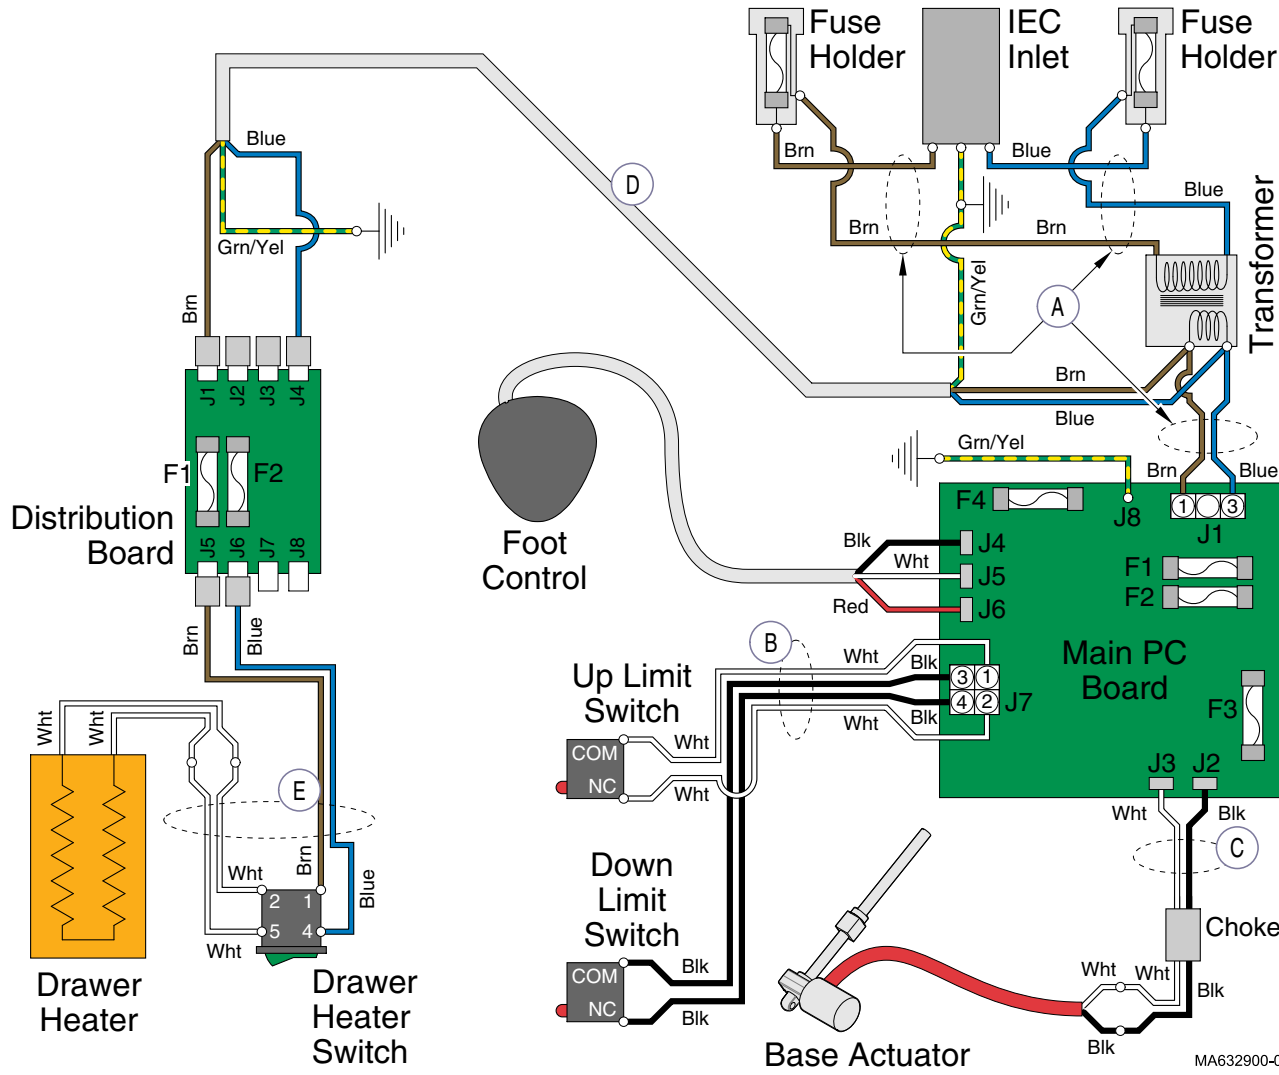 Fuse
Holder
IEC
Inlet
Fuse
Holder
Blue
Brn
Blue
D
Blue
Grn/Yel
Brn
Brn
Grn/Yel
Transformer
Brn
A
J1
J2
J3
J4
Brn
Blue
F1
F2
Grn/Yel
Brn
Blue
Distribution
Board
J5
J6
J7
J8
Foot
Control
F4
J8
1
3
J1
Blk
Wht
Red
J4
J5
J6
F1
F2
Brn
Blue
B
Wht
Blk
Main PC
Board
Up Limit
Switch
3
1
4
2
J7
Blk
Wht
F3
Wht
Wht
COM
NC
Wht
Wht
J3
J2
E
Wht
Blk
C
Down
Limit
Switch
Brn
Blue
Wht
2
1
5
4
Wht
Choke
COM
NC
Blk
Blk
Wht
Wht
Blk
Blk
Drawer
Heater
Drawer
Heater
Switch
Base Actuator